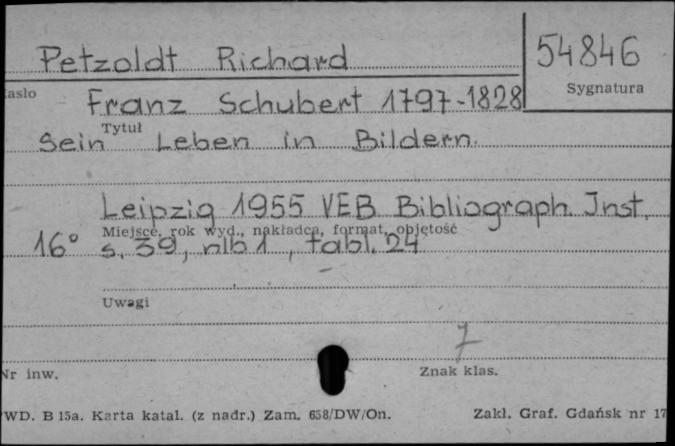 Petzoldt Richard
54846
Sygnatura
asło
Franz Schubert 1797-1828
Tytuł
Sein Leben in Bildern.
Leipzig 1955 VEB Bibliograph. Inst.
Miejsce, rok wyd., nakładca, format, objętość
16° s. 39, nlb 1, tabl. 24
Uwagi
7
Nr inw.
Znak klas.
WD. B 15a. Karta katal. (z nadr.) Zam. 658/DW/On.
Zakł. Graf. Gdańsk nr 17